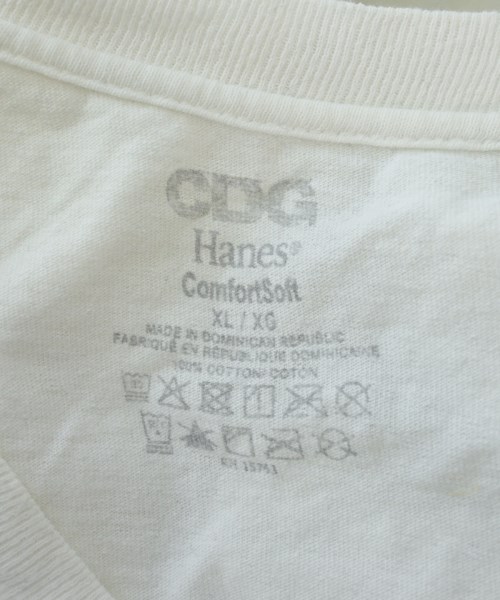 CDG
Hanes®
ComfortSoft
XL / XG
MADE IN DOMINICAN REPUBLIC
FABRIQUÉ EN RÉPUBLIQUE DOMINICAINE
100% COTTON/COTON